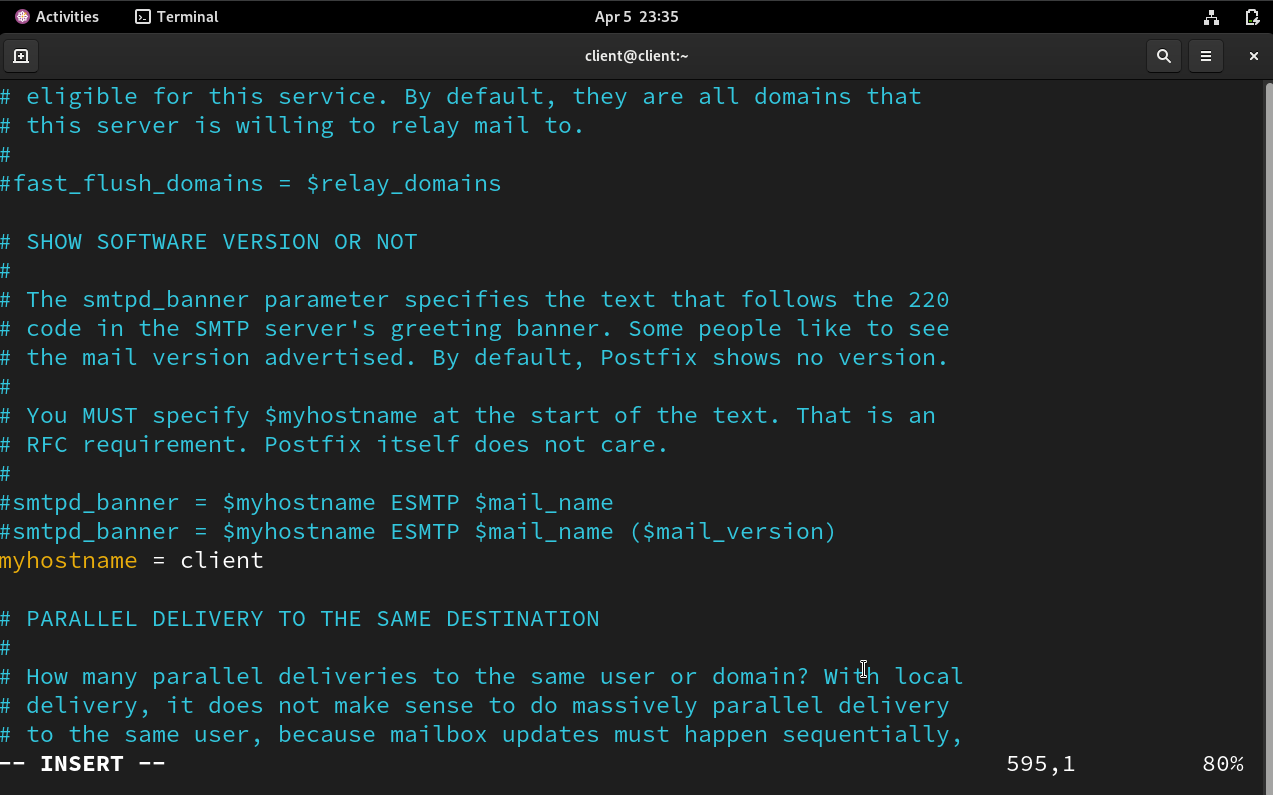 Activities Terminal Apr 5 23:35
client@client:~
# eligible for this service. By default, they are all domains that
# this server is willing to relay mail to.
#
#fast_flush_domains = $relay_domains
# SHOW SOFTWARE VERSION OR NOT
#
# The smtpd_banner parameter specifies the text that follows the 220
# code in the SMTP server's greeting banner. Some people like to see
# the mail version advertised. By default, Postfix shows no version.
#
# You MUST specify $myhostname at the start of the text. That is an
# RFC requirement. Postfix itself does not care.
#
#smtpd_banner = $myhostname ESMTP $mail_name
#smtpd_banner = $myhostname ESMTP $mail_name ($mail_version)
myhostname = client
# PARALLEL DELIVERY TO THE SAME DESTINATION
#
# How many parallel deliveries to the same user or domain? With local
# delivery, it does not make sense to do massively parallel delivery
# to the same user, because mailbox updates must happen sequentially,
-- INSERT -- 595,1 80%